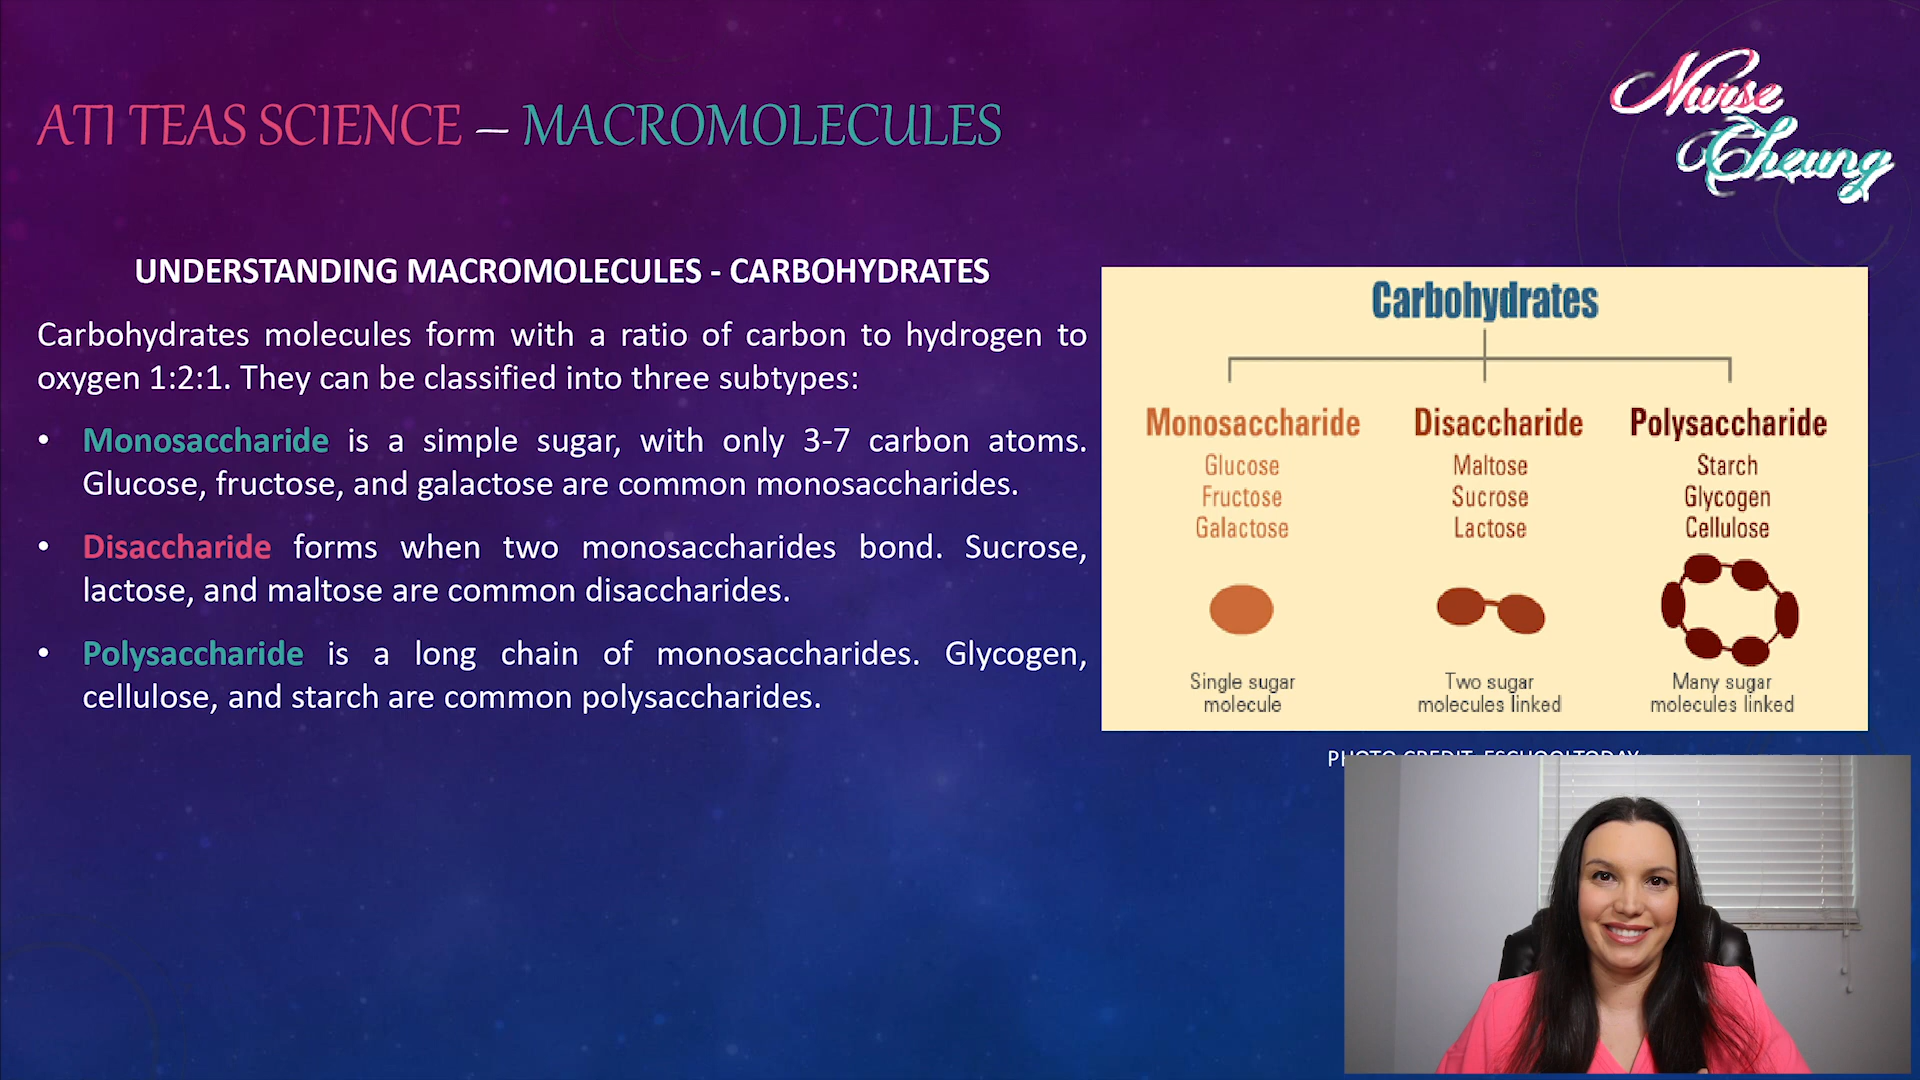 ATI TEAS SCIENCE – MACROMOLECULES
Nurse
Cheung
UNDERSTANDING MACROMOLECULES - CARBOHYDRATES
Carbohydrates molecules form with a ratio of carbon to hydrogen to
oxygen 1:2:1. They can be classified into three subtypes:
• Monosaccharide is a simple sugar, with only 3-7 carbon atoms.
Glucose, fructose, and galactose are common monosaccharides.
• Disaccharide forms when two monosaccharides bond. Sucrose,
lactose, and maltose are common disaccharides.
• Polysaccharide is a long chain of monosaccharides. Glycogen,
cellulose, and starch are common polysaccharides.
Carbohydrates
Monosaccharide
Glucose
Fructose
Galactose
Single sugar
molecule
Disaccharide
Maltose
Sucrose
Lactose
Two sugar
molecules linked
Polysaccharide
Starch
Glycogen
Cellulose
Many sugar
molecules linked
PHOTO CREDIT: ESCHOOLTODAY